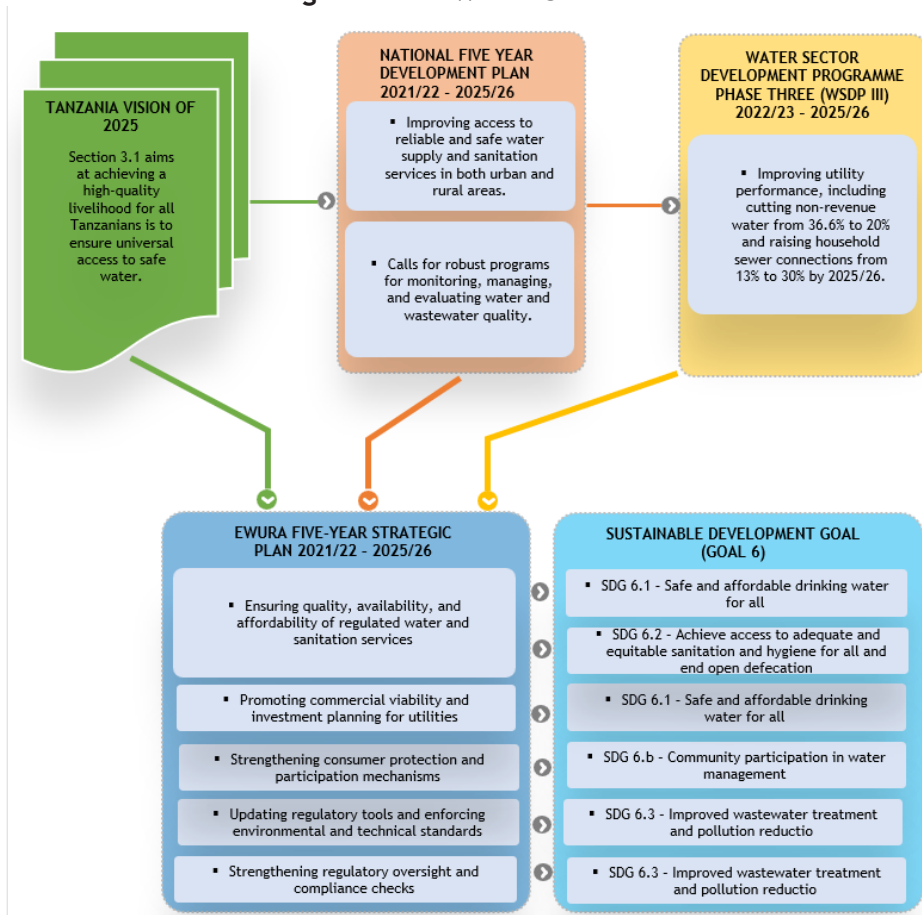 TANZANIA VISION OF
2025
Section 3.1 aims
at achieving a
high-quality
livelihood for all
Tanzanians is to
ensure universal
access to safe
water.
NATIONAL FIVE YEAR
DEVELOPMENT PLAN
2021/22 – 2025/26
▪ Improving access to
reliable and safe water
supply and sanitation
services in both urban and
rural areas.
▪ Calls for robust programs
for monitoring, managing,
and evaluating water and
wastewater quality.
WATER SECTOR
DEVELOPMENT PROGRAMME
PHASE THREE (WSDP III)
2022/23 – 2025/26
▪ Improving utility
performance, including
cutting non-revenue
water from 36.6% to 20%
and raising household
sewer connections from
13% to 30% by 2025/26.
EWURA FIVE-YEAR STRATEGIC
PLAN 2021/22 – 2025/26
▪ Ensuring quality, availability, and
affordability of regulated water and
sanitation services
▪ Promoting commercial viability and
investment planning for utilities
▪ Strengthening consumer protection and
participation mechanisms
▪ Updating regulatory tools and enforcing
environmental and technical standards
▪ Strengthening regulatory oversight and
compliance checks
SUSTAINABLE DEVELOPMENT GOAL
(GOAL 6)
▪ SDG 6.1 – Safe and affordable drinking water
for all
▪ SDG 6.2 – Achieve access to adequate and
equitable sanitation and hygiene for all and
end open defecation
▪ SDG 6.1 – Safe and affordable drinking
water for all
▪ SDG 6.b – Community participation in water
management
▪ SDG 6.3 – Improved wastewater treatment
and pollution reductio
▪ SDG 6.3 – Improved wastewater treatment
and pollution reductio